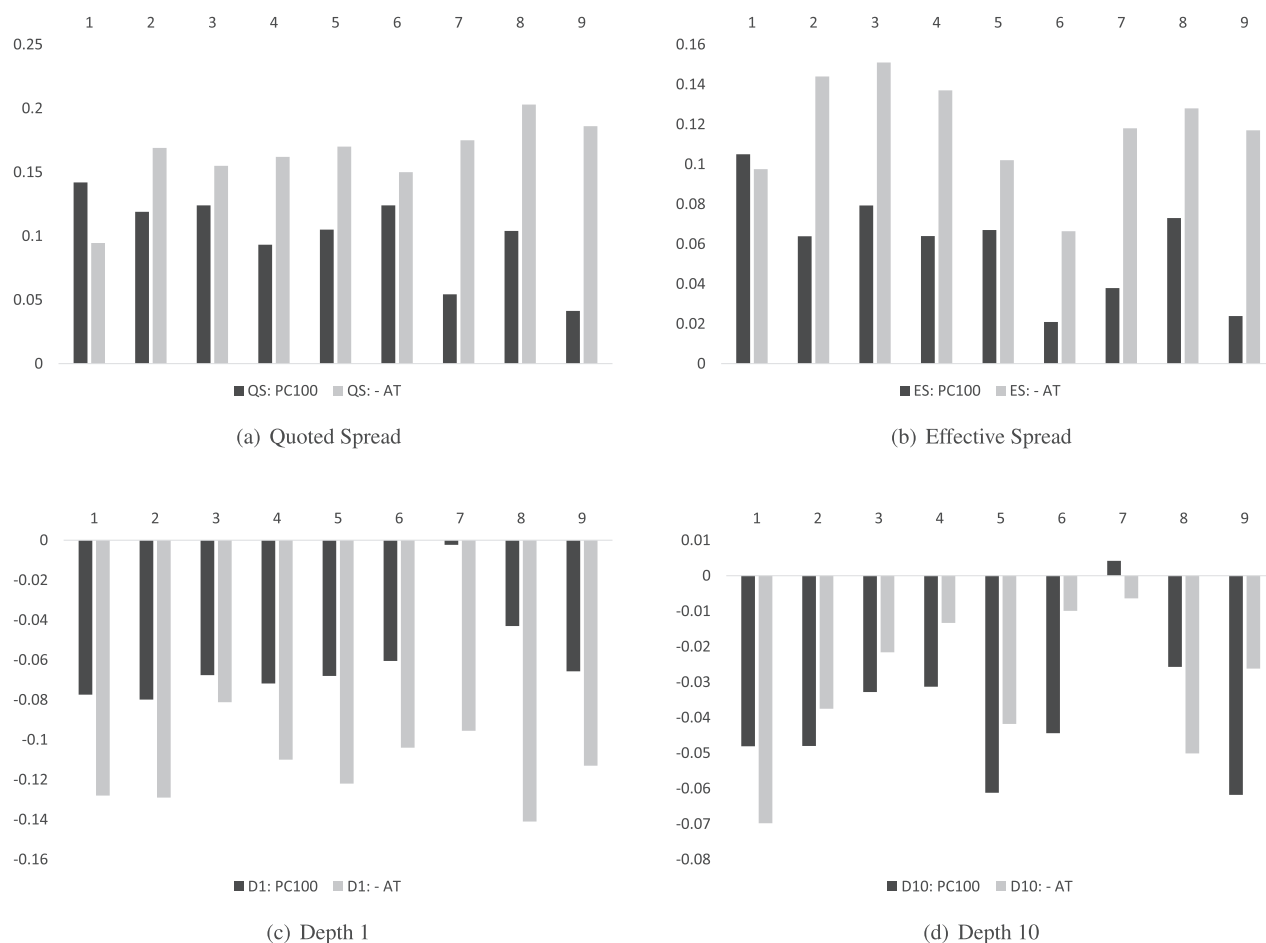 1 2 3 4 5 6 7 8 9
0.25
0.2
0.15
0.1
0.05
0
QS: PC100 QS: - AT
(a) Quoted Spread
1 2 3 4 5 6 7 8 9
0.16
0.14
0.12
0.1
0.08
0.06
0.04
0.02
0
ES: PC100 ES: - AT
(b) Effective Spread
1 2 3 4 5 6 7 8 9
0
-0.02
-0.04
-0.06
-0.08
-0.1
-0.12
-0.14
-0.16
D1: PC100 D1: - AT
(c) Depth 1
1 2 3 4 5 6 7 8 9
0.01
0
-0.01
-0.02
-0.03
-0.04
-0.05
-0.06
-0.07
-0.08
D10: PC100 D10: - AT
(d) Depth 10